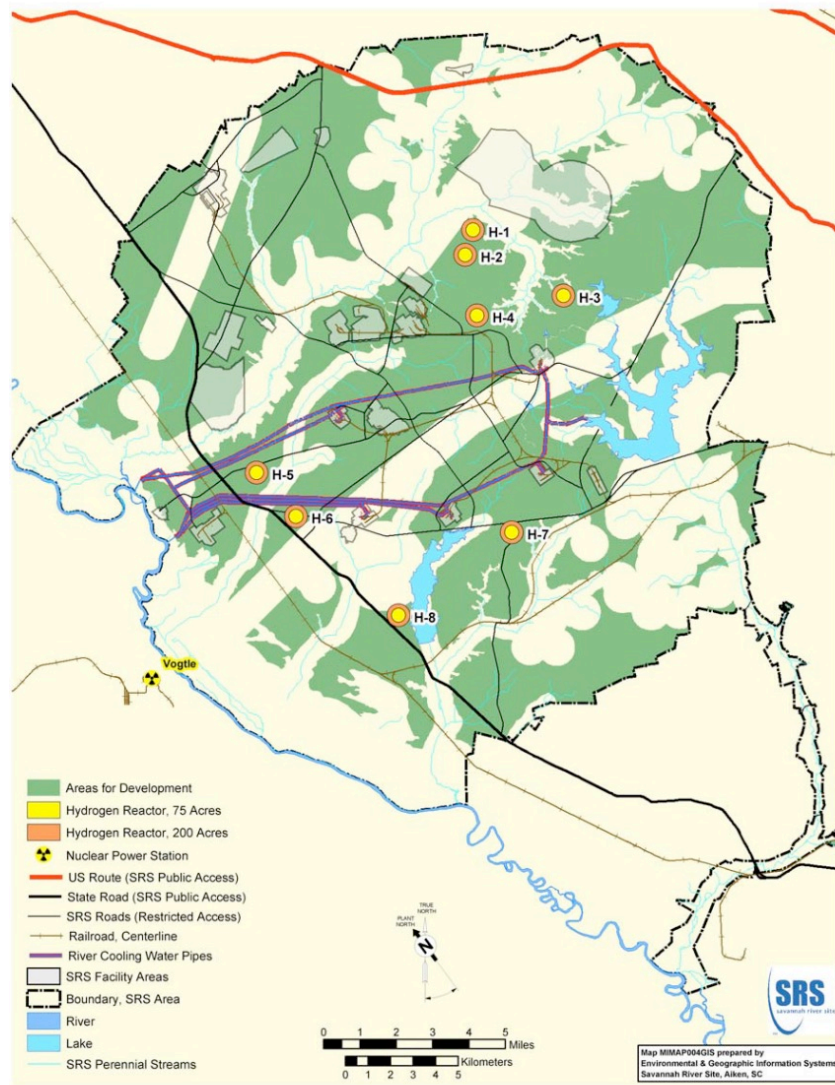 H-1
H-2
H-3
H-4
H-5
H-6
H-7
H-8
Vogtle
Areas for Development
Hydrogen Reactor, 75 Acres
Hydrogen Reactor, 200 Acres
Nuclear Power Station
US Route (SRS Public Access)
State Road (SRS Public Access)
SRS Roads (Restricted Access)
Railroad, Centerline
River Cooling Water Pipes
SRS Facility Areas
Boundary, SRS Area
River
Lake
SRS Perennial Streams
TRUE
NORTH
PLANT
NORTH
N
0 1 2 3 4 5
Miles
Kilometers
0 1 2 3 4 5
SRS
savannah river site
Map MIMAP004GIS prepared by
Environmental & Geographic Information Systems
Savannah River Site, Aiken, SC